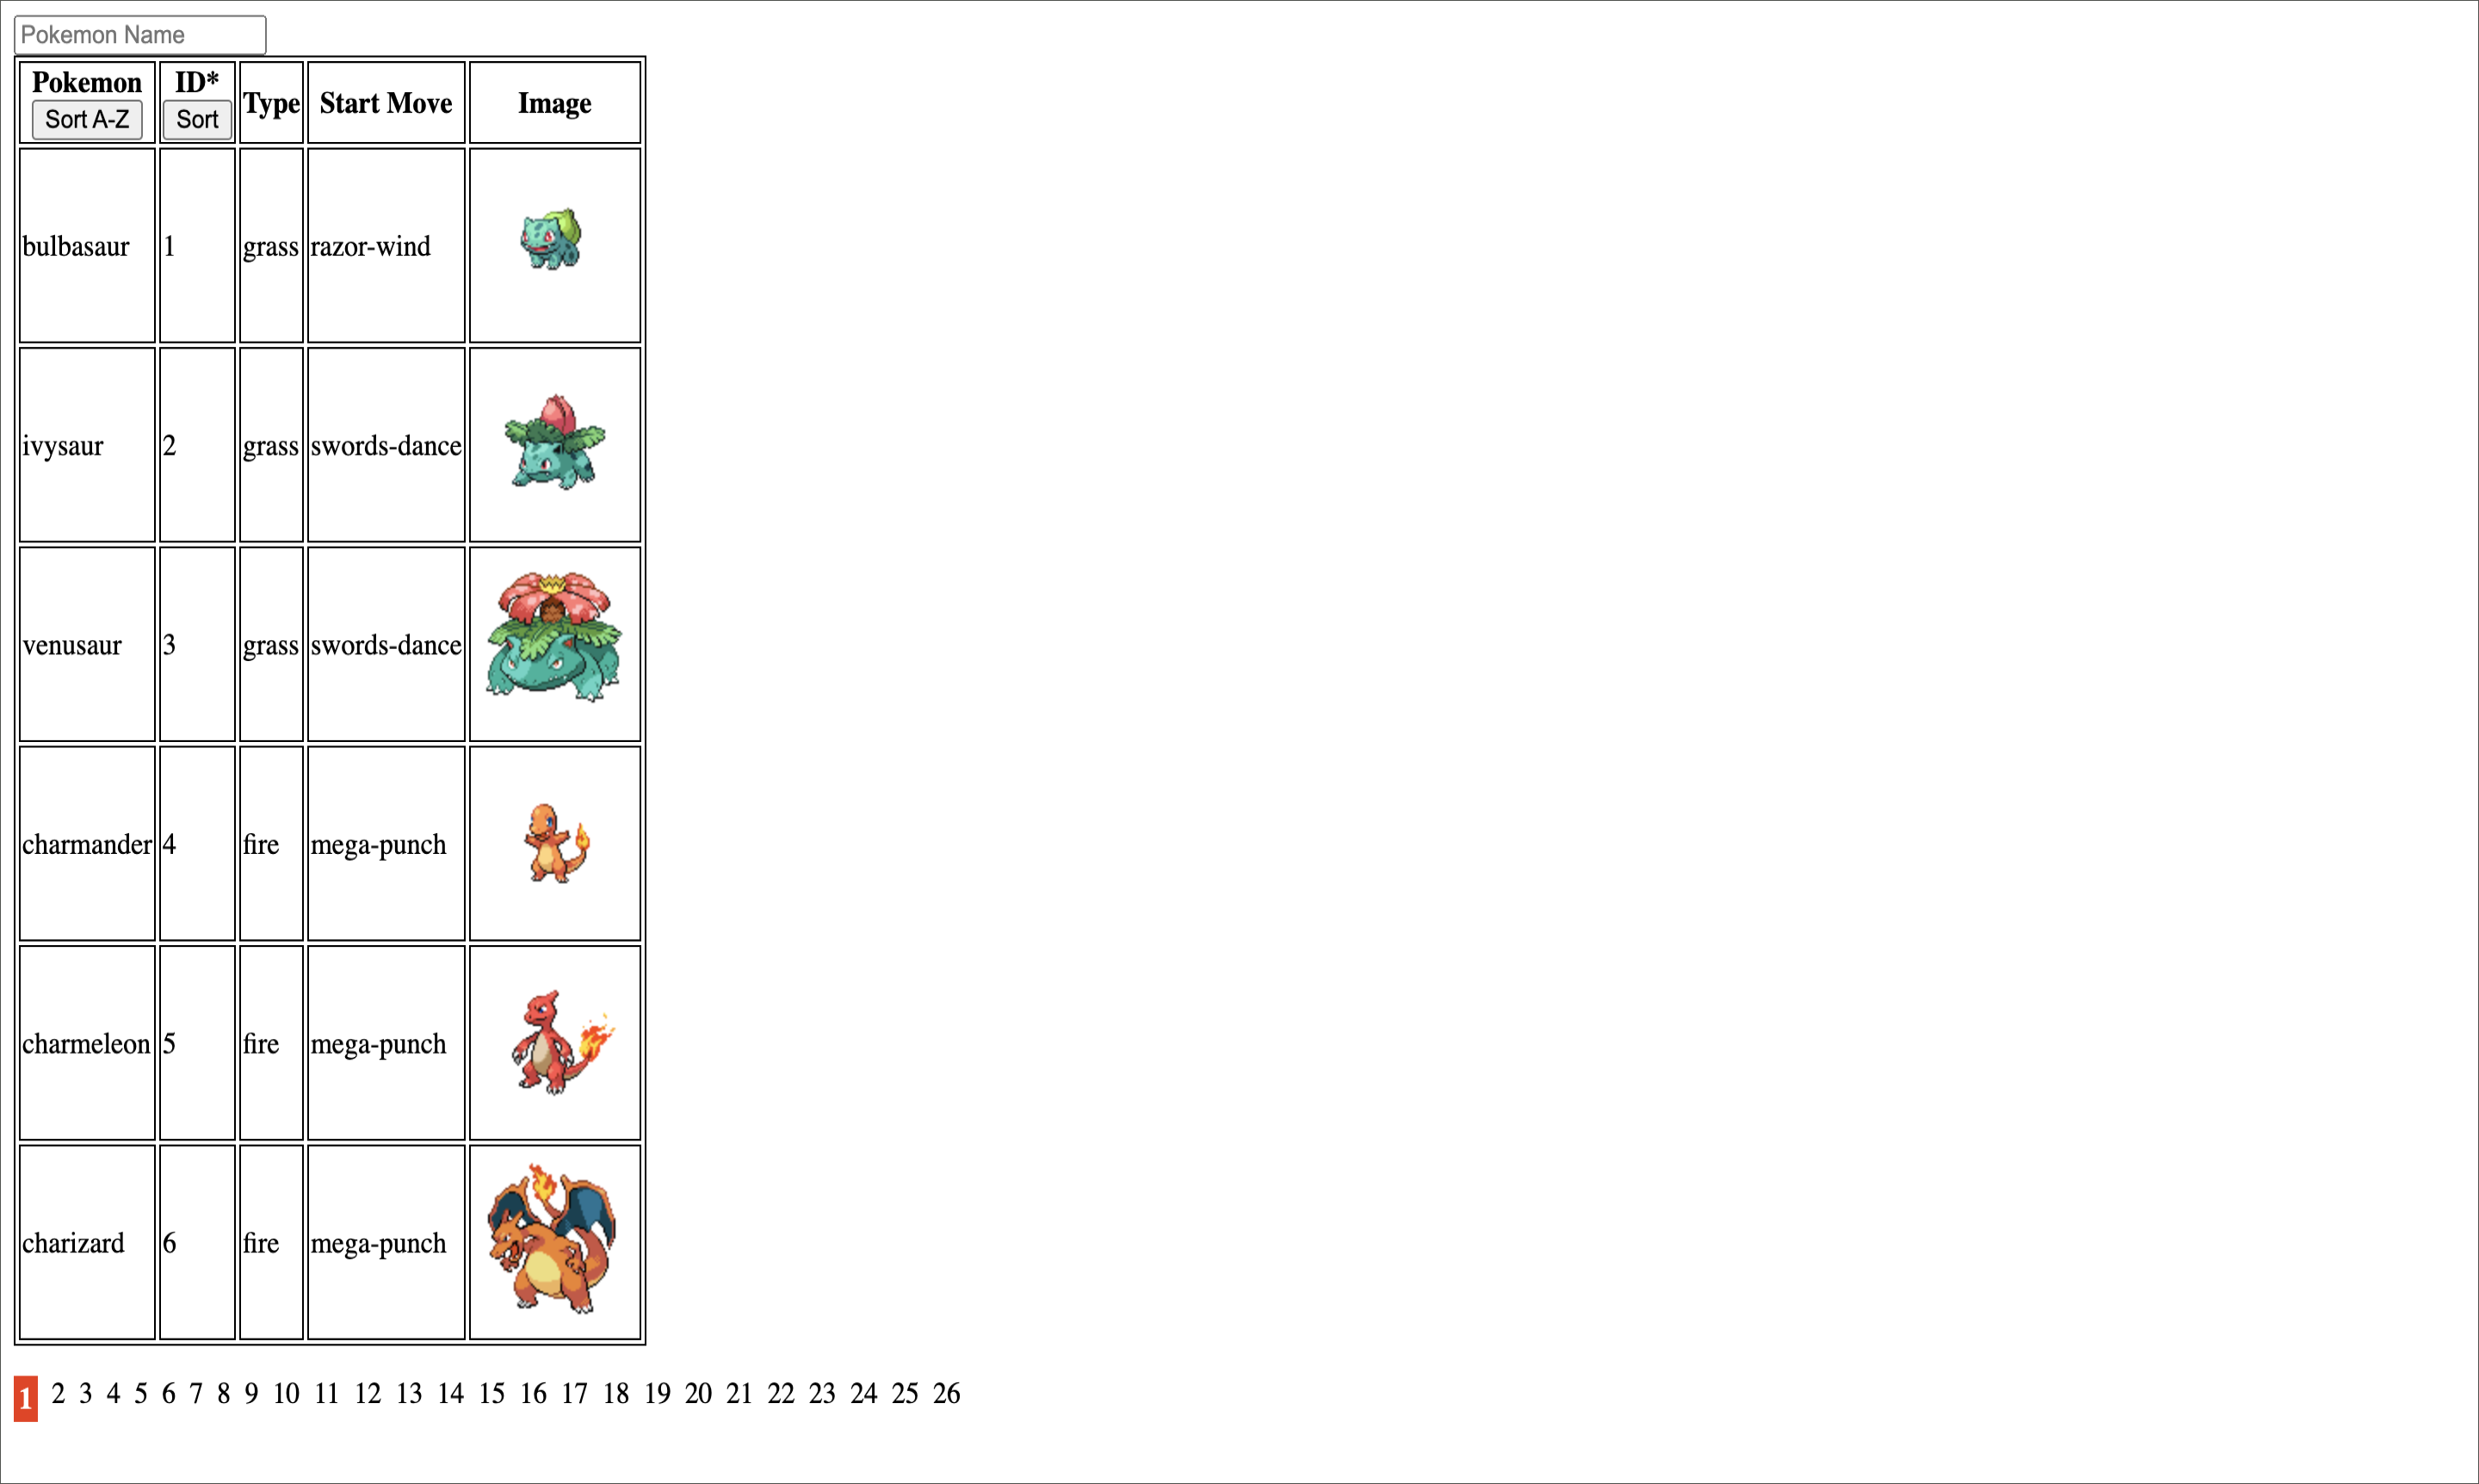 Pokemon Name
Pokemon ID* Type Start Move Image
Sort A-Z Sort
bulbasaur 1 grass razor-wind
ivysaur 2 grass swords-dance
venusaur 3 grass swords-dance
charmander 4 fire mega-punch
charmeleon 5 fire mega-punch
charizard 6 fire mega-punch
1 2 3 4 5 6 7 8 9 10 11 12 13 14 15 16 17 18 19 20 21 22 23 24 25 26